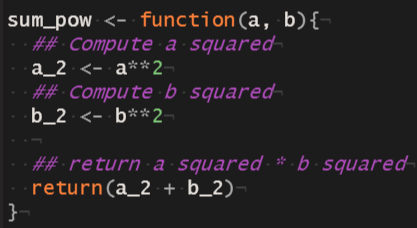 sum_pow <- function(a, b){¬
  ## Compute a squared¬
  a_2 <- a**2¬
  ## Compute b squared¬
  b_2 <- b**2¬
  ¬
  ## return a squared * b squared¬
  return(a_2 + b_2)¬
}¬